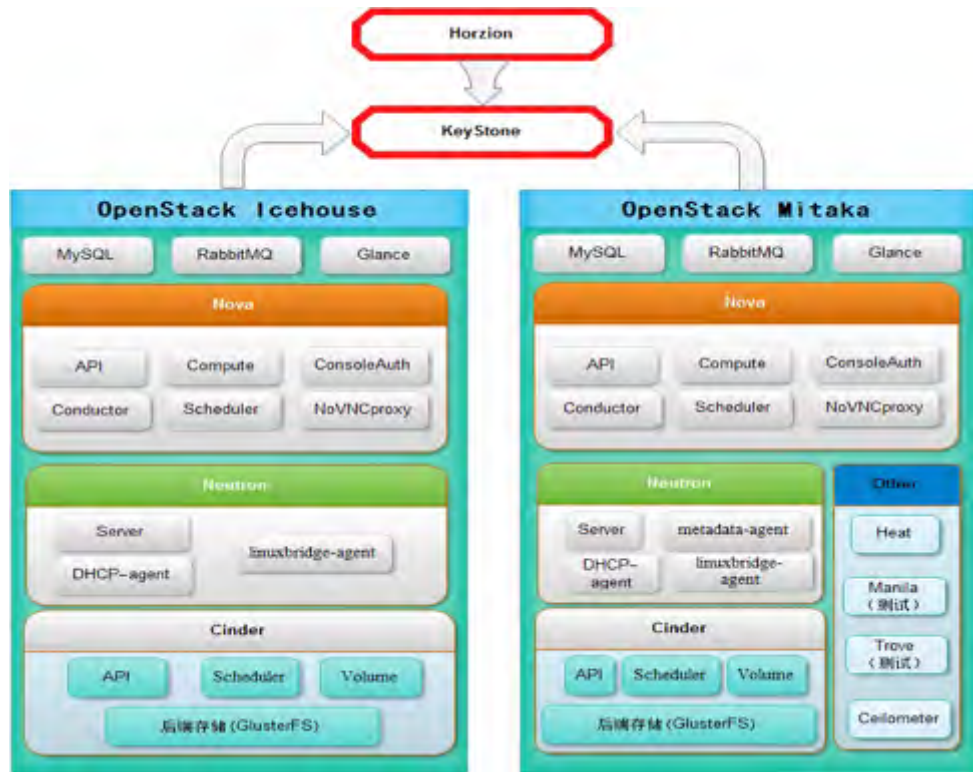 Horzion
KeyStone
OpenStack Icehouse
MySQL
RabbitMQ
Glance
Nova
API
Compute
ConsoleAuth
Conductor
Scheduler
NoVNCproxy
Neutron
Server
linuxbridge-agent
DHCP-agent
Cinder
API
Scheduler
Volume
后端存储(GlusterFS)
OpenStack Mitaka
MySQL
RabbitMQ
Glance
Nova
API
Compute
ConsoleAuth
Conductor
Scheduler
NoVNCproxy
Neutron
Server
metadata-agent
DHCP-
agent
linuxbridge-
agent
Cinder
API
Scheduler
Volume
后端存储(GlusterFS)
Other
Heat
Manila
(测试)
Trove
(测试)
Ceilometer